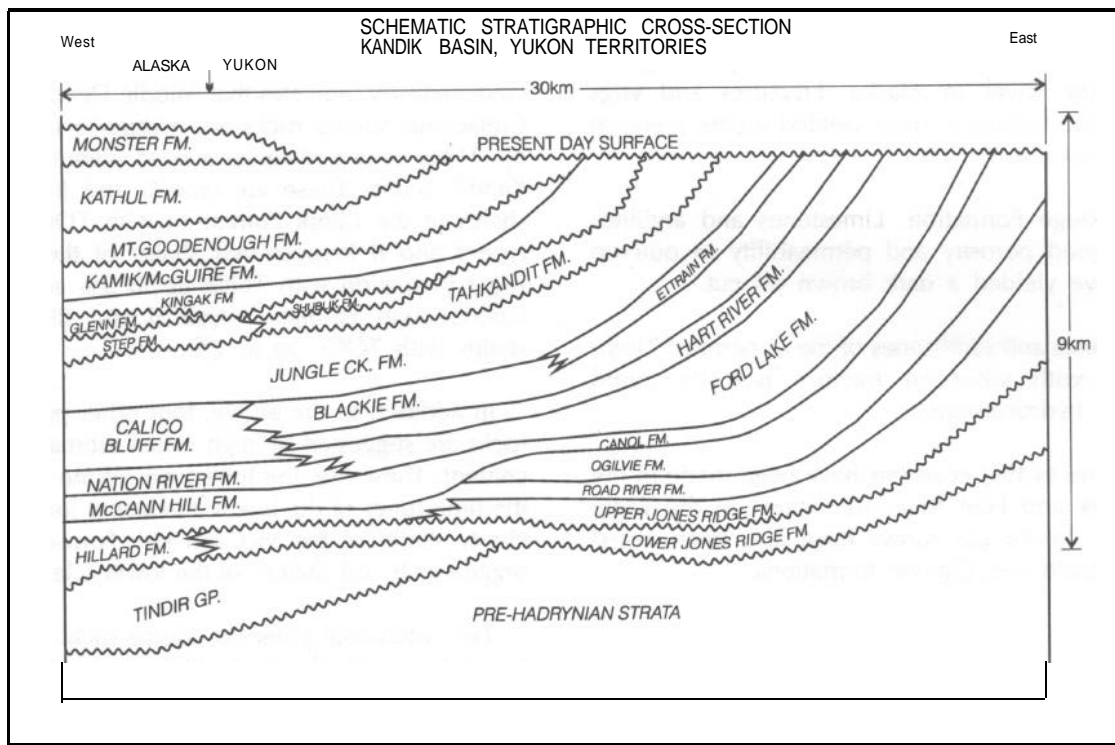 SCHEMATIC STRATIGRAPHIC CROSS-SECTION
KANDIK BASIN, YUKON TERRITORIES
West
East
ALASKA YUKON
30km
MONSTER FM.
PRESENT DAY SURFACE
KATHUL FM.
MT. GOODENOUGH FM.
KAMIK/McGUIRE FM.
KINGAK FM
GLENN FM.
SHUBLIK FM.
STEP FM.
TAHKANDIT FM.
ETTRAIN FM.
HART RIVER FM.
FORD LAKE FM.
9km
JUNGLE CK. FM.
BLACKIE FM.
CALICO
BLUFF FM.
CANOL FM.
OGILVIE FM.
NATION RIVER FM.
ROAD RIVER FM.
McCANN HILL FM.
UPPER JONES RIDGE FM.
HILLARD FM.
LOWER JONES RIDGE FM.
TINDIR GP.
PRE-HADRYNIAN STRATA